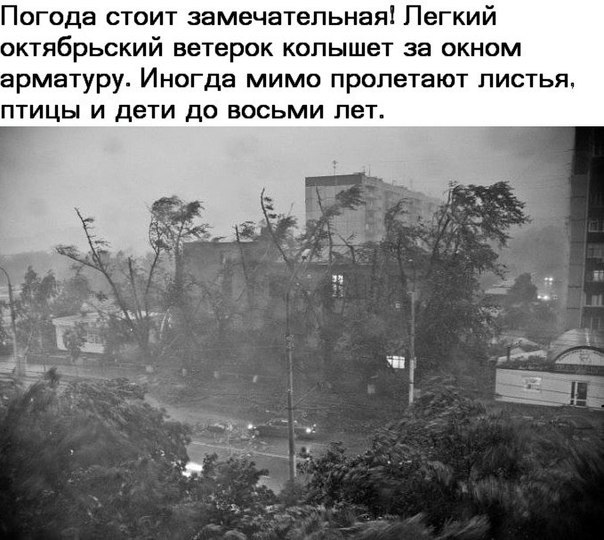 Погода стоит замечательная! Легкий
октябрьский ветерок колышет за окном
арматуру. Иногда мимо пролетают листья,
птицы и дети до восьми лет.